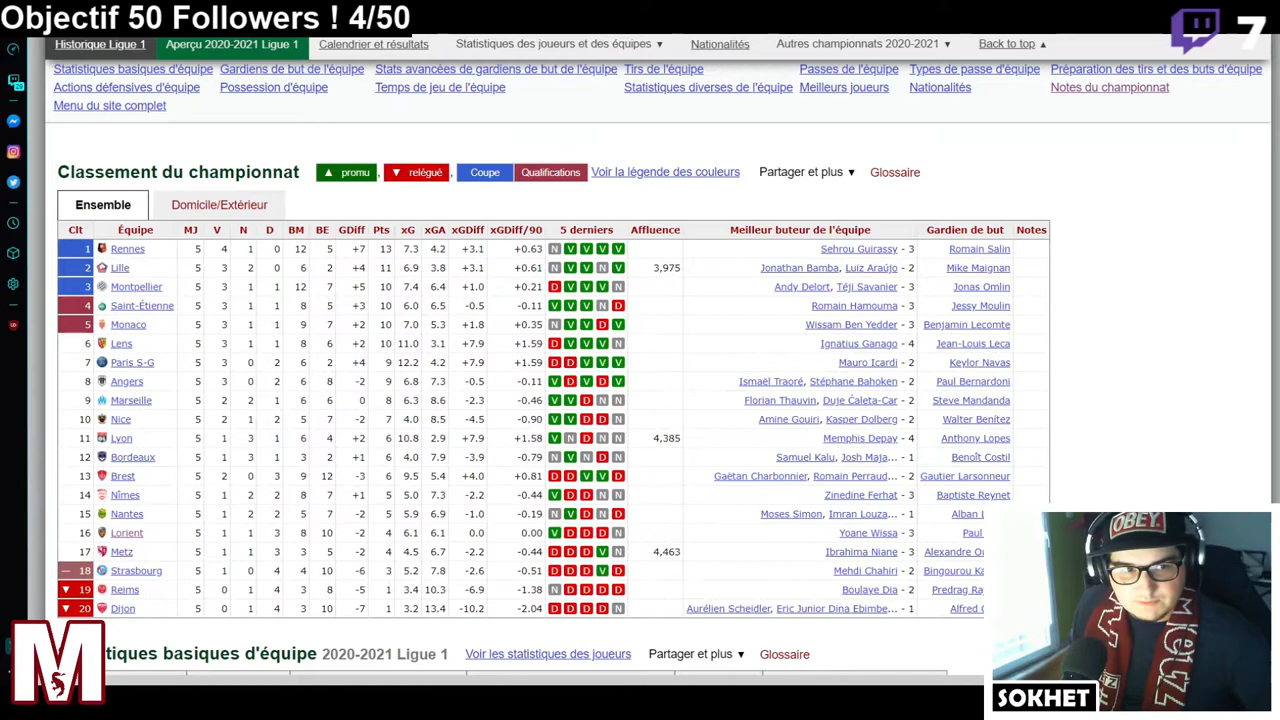 Objectif 50 Followers ! 4/50
7
Historique Ligue 1 Aperçu 2020-2021 Ligue 1 Calendrier et résultats Statistiques des joueurs et des équipes ▼ Nationalités Autres championnats 2020-2021 ▼ Back to top ▲
Statistiques basiques d'équipe Gardiens de but de l'équipe Stats avancées de gardiens de but de l'équipe Tirs de l'équipe Passes de l'équipe Types de passe d'équipe Préparation des tirs et des buts d'équipe
Actions défensives d'équipe Possession d'équipe Temps de jeu de l'équipe Statistiques diverses de l'équipe Meilleurs joueurs Nationalités Notes du championnat
Menu du site complet
Classement du championnat ▲ promu, ▼ relégué, Coupe Qualifications Voir la légende des couleurs Partager et plus ▼ Glossaire
Ensemble Domicile/Extérieur
Clt Équipe MJ V N D BM BE GDiff Pts xG xGA xGDiff xGDiff/90 5 derniers Affluence Meilleur buteur de l'équipe Gardien de but Notes
1 Rennes 5 4 1 0 12 5 +7 13 7.3 4.2 +3.1 +0.63 N V V V V Sehrou Guirassy - 3 Romain Salin
2 Lille 5 3 2 0 6 2 +4 11 6.9 3.8 +3.1 +0.61 N V V N V 3,975 Jonathan Bamba, Luiz Araújo - 2 Mike Maignan
3 Montpellier 5 3 1 1 12 7 +5 10 7.4 6.4 +1.0 +0.21 D V V N V Andy Delort, Téji Savanier - 3 Jonas Omlin
4 Saint-Étienne 5 3 1 1 8 5 +3 10 6.0 6.5 -0.5 -0.11 V V V N D Romain Hamouma - 3 Jessy Moulin
5 Monaco 5 3 1 1 9 7 +2 10 7.0 5.3 +1.8 +0.35 N V V D V Wissam Ben Yedder - 3 Benjamin Lecomte
6 Lens 5 3 1 1 8 6 +2 10 11.0 3.1 +7.9 +1.59 D V V V N Ignatius Ganago - 4 Jean-Louis Leca
7 Paris S-G 5 3 0 2 6 2 +4 9 12.2 4.2 +7.9 +1.59 D D V V V Mauro Icardi - 2 Keylor Navas
8 Angers 5 3 0 2 6 8 -2 9 6.8 7.3 -0.5 -0.11 V D V D V Ismaël Traoré, Stéphane Bahoken - 2 Paul Bernardoni
9 Marseille 5 2 2 1 6 6 0 8 6.3 8.6 -2.3 -0.46 V V D N N Florian Thauvin, Duje Ćaleta-Car - 2 Steve Mandanda
10 Nice 5 2 1 2 5 7 -2 7 4.0 8.5 -4.5 -0.90 V V D D N Amine Gouiri, Kasper Dolberg - 2 Walter Benítez
11 Lyon 5 1 3 1 6 4 +2 6 10.8 2.9 +7.9 +1.58 V N D N N 4,385 Memphis Depay - 4 Anthony Lopes
12 Bordeaux 5 1 3 1 3 2 +1 6 4.0 7.9 -3.9 -0.79 N V N D N Samuel Kalu, Josh Maja... - 1 Benoît Costil
13 Brest 5 2 0 3 9 12 -3 6 9.5 5.4 +4.0 +0.81 D D V V D Gaëtan Charbonnier, Romain Perraud... - 2 Gautier Larsonneur
14 Nîmes 5 1 2 2 8 7 +1 5 5.0 7.3 -2.2 -0.44 V D D N N Zinedine Ferhat - 3 Baptiste Reynet
15 Nantes 5 1 2 2 5 7 -2 5 5.9 6.9 -1.0 -0.19 N V D N D Moses Simon, Imran Louza... - 1 Alban
16 Lorient 5 1 1 3 8 10 -2 4 6.1 6.1 0.0 0.00 V D D D N Yoane Wissa - 3 Paul
17 Metz 5 1 1 3 3 5 -2 4 4.5 6.7 -2.2 -0.44 D D D V N 4,463 Ibrahima Niane - 3 Alexandre
— 18 Strasbourg 5 1 0 4 4 10 -6 3 5.2 7.8 -2.6 -0.51 D D D V D Mehdi Chahiri - 2 Bingourou
▼ 19 Reims 5 0 1 4 3 8 -5 1 3.4 10.3 -6.9 -1.38 N D D D D Boulaye Dia - 2 Predrag
▼ 20 Dijon 5 0 1 4 3 10 -7 1 3.2 13.4 -10.2 -2.04 D D D D N Aurélien Scheidler, Eric Junior Dina Ebimbe... - 1 Alfred
tiques basiques d'équipe 2020-2021 Ligue 1 Voir les statistiques des joueurs Partager et plus ▼ Glossaire
M
OBEY
SOKHET